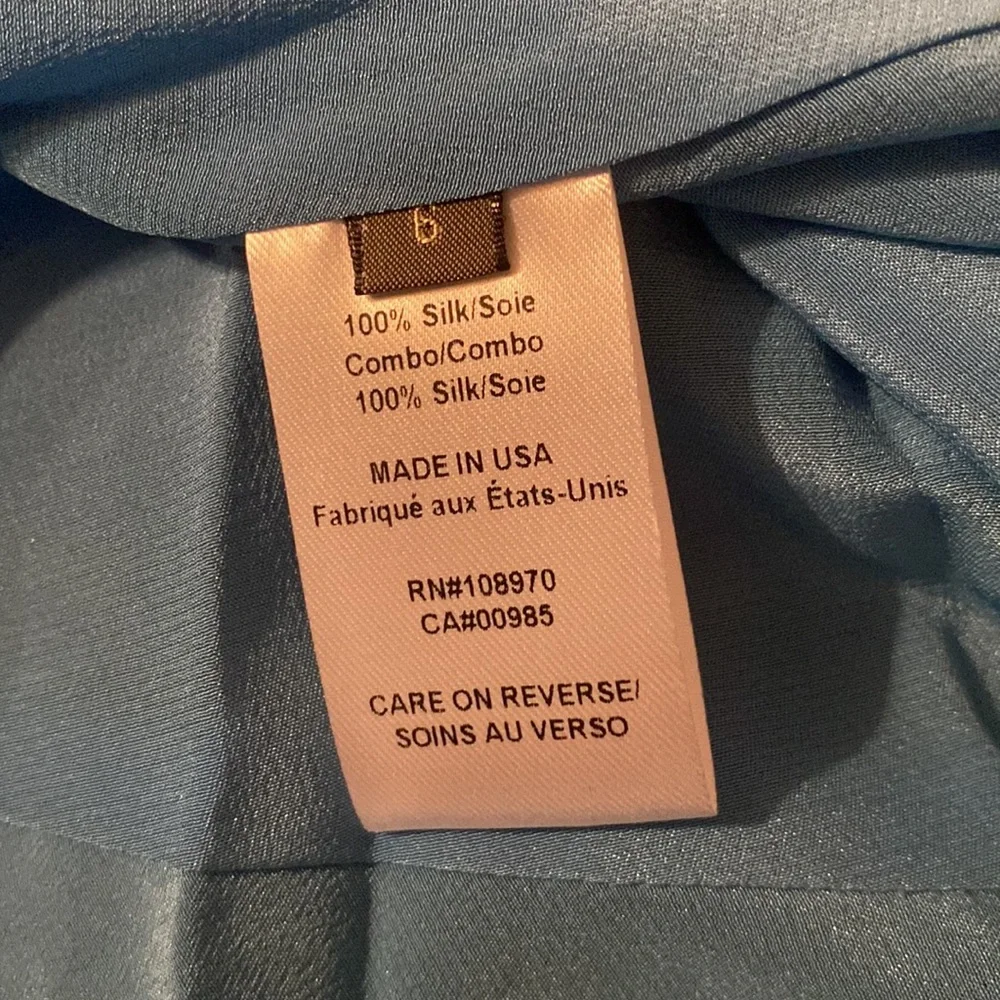 6
100% Silk/Soie
Combo/Combo
100% Silk/Soie
MADE IN USA
Fabriqué aux États-Unis
RN#108970
CA#00985
CARE ON REVERSE/
SOINS AU VERSO